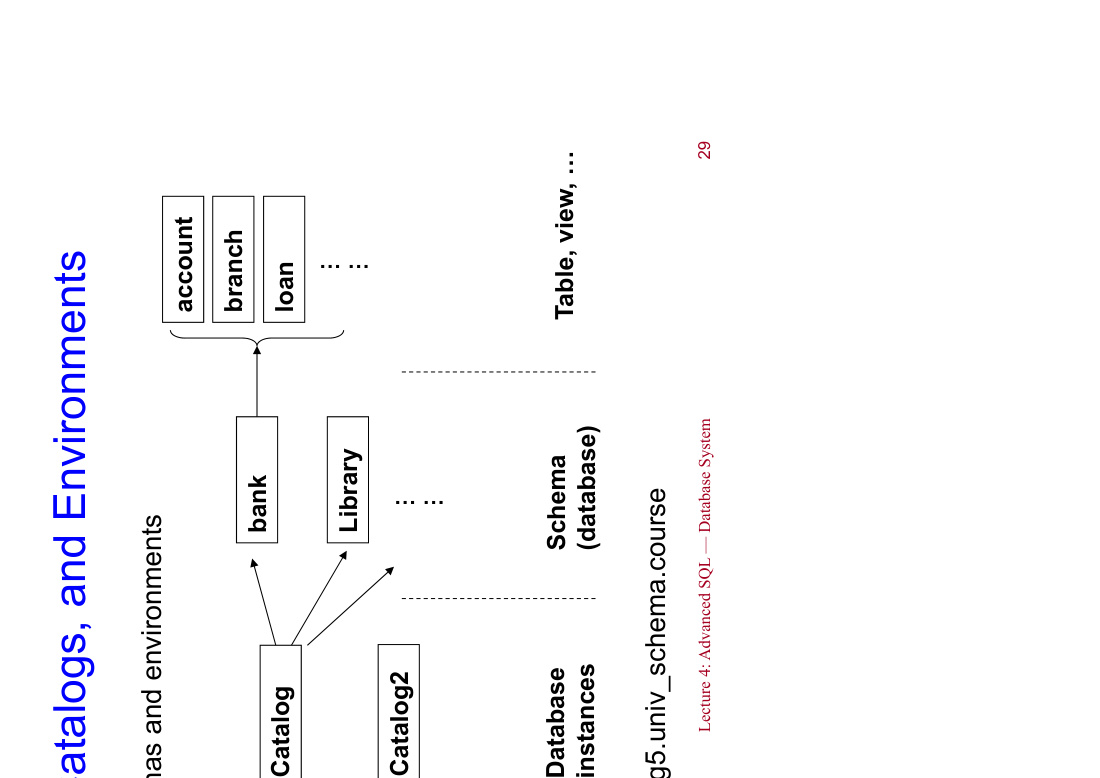 atalogs, and Environments
nas and environments
account
branch
loan
... ...
bank
Library
... ...
Catalog
Catalog2
Database
instances
Schema
(database)
Table, view, ...
g5.univ_schema.course
Lecture 4: Advanced SQL — Database System
29